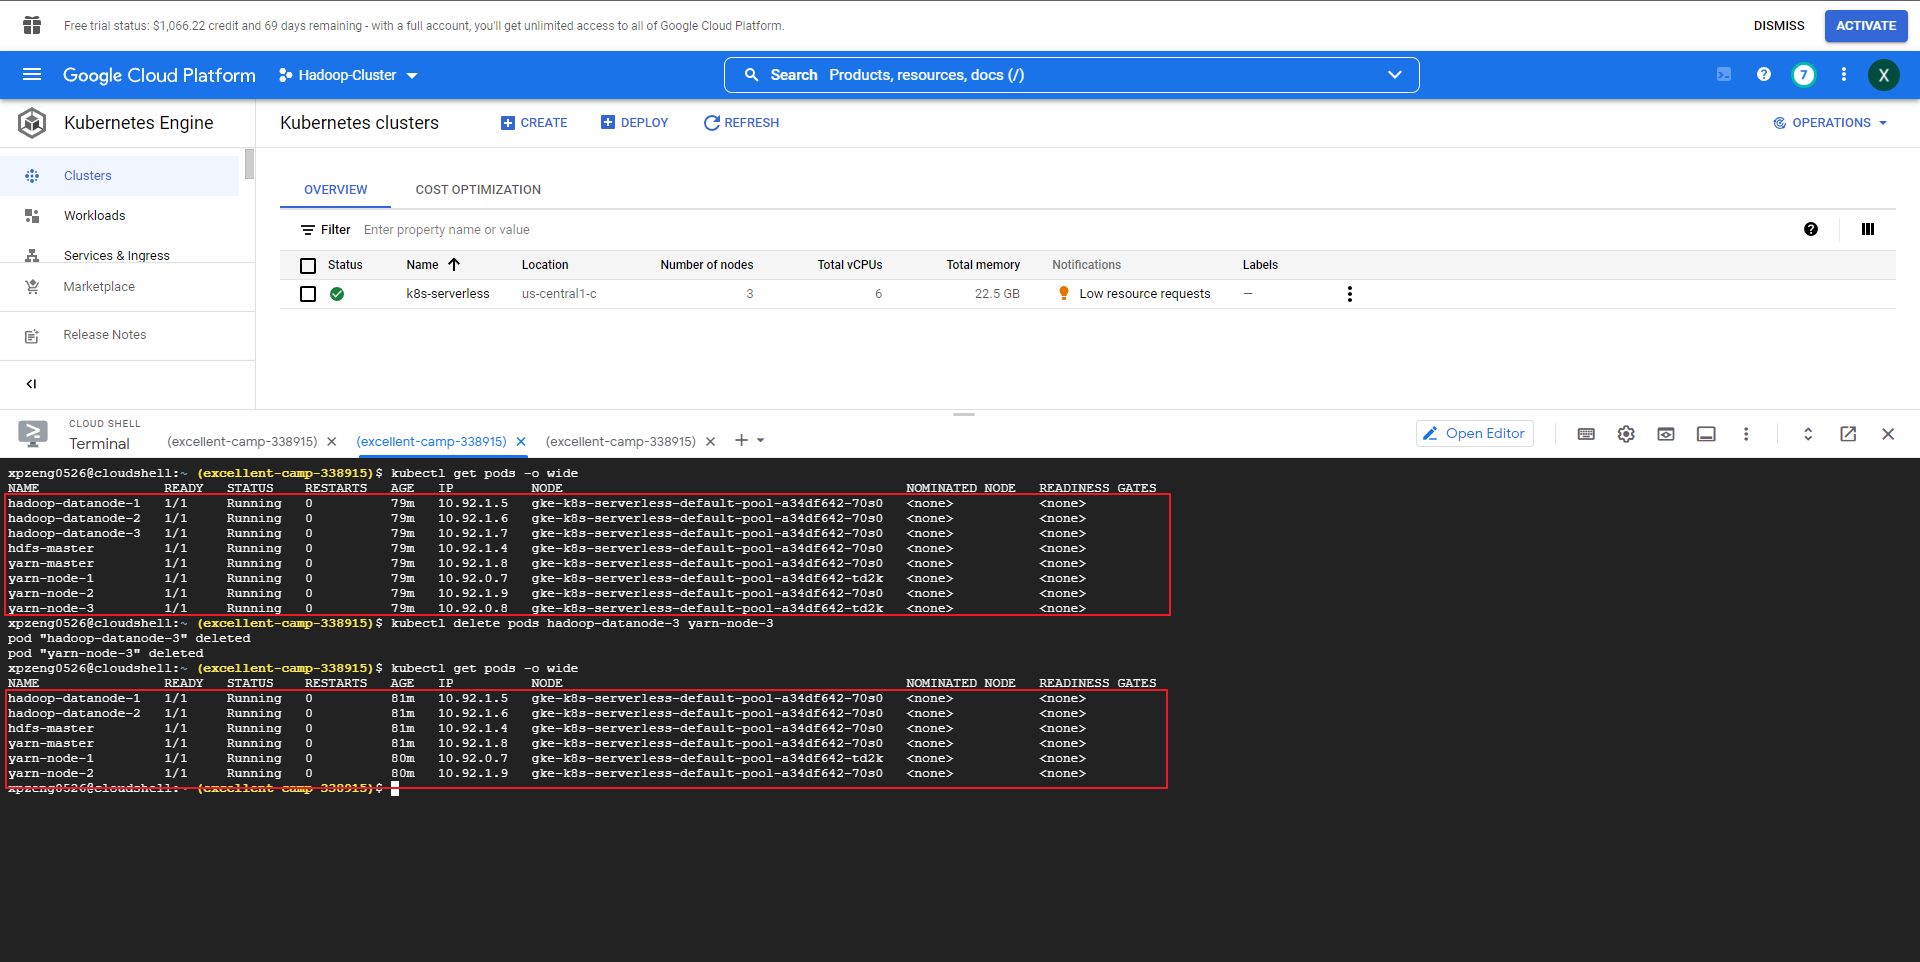 Free trial status: $1,066.22 credit and 69 days remaining - with a full account, you'll get unlimited access to all of Google Cloud Platform.
DISMISS
ACTIVATE
Google Cloud Platform
Hadoop-Cluster
Search Products, resources, docs (/)
7
X
Kubernetes Engine
Kubernetes clusters
CREATE
DEPLOY
REFRESH
OPERATIONS
Clusters
Workloads
Services & Ingress
Marketplace
Release Notes
OVERVIEW
COST OPTIMIZATION
Filter Enter property name or value
Status Name Location Number of nodes Total vCPUs Total memory Notifications Labels
k8s-serverless us-central1-c 3 6 22.5 GB Low resource requests —
CLOUD SHELL
Terminal
(excellent-camp-338915)
(excellent-camp-338915)
(excellent-camp-338915)
Open Editor
xpzeng0526@cloudshell:~ (excellent-camp-338915)$ kubectl get pods -o wide
NAME READY STATUS RESTARTS AGE IP NODE NOMINATED NODE READINESS GATES
hadoop-datanode-1 1/1 Running 0 79m 10.92.1.5 gke-k8s-serverless-default-pool-a34df642-70s0 <none> <none>
hadoop-datanode-2 1/1 Running 0 79m 10.92.1.6 gke-k8s-serverless-default-pool-a34df642-70s0 <none> <none>
hadoop-datanode-3 1/1 Running 0 79m 10.92.1.7 gke-k8s-serverless-default-pool-a34df642-70s0 <none> <none>
hdfs-master 1/1 Running 0 79m 10.92.1.4 gke-k8s-serverless-default-pool-a34df642-70s0 <none> <none>
yarn-master 1/1 Running 0 79m 10.92.1.8 gke-k8s-serverless-default-pool-a34df642-70s0 <none> <none>
yarn-node-1 1/1 Running 0 79m 10.92.0.7 gke-k8s-serverless-default-pool-a34df642-td2k <none> <none>
yarn-node-2 1/1 Running 0 79m 10.92.1.9 gke-k8s-serverless-default-pool-a34df642-70s0 <none> <none>
yarn-node-3 1/1 Running 0 79m 10.92.0.8 gke-k8s-serverless-default-pool-a34df642-td2k <none> <none>
xpzeng0526@cloudshell:~ (excellent-camp-338915)$ kubectl delete pods hadoop-datanode-3 yarn-node-3
pod "hadoop-datanode-3" deleted
pod "yarn-node-3" deleted
xpzeng0526@cloudshell:~ (excellent-camp-338915)$ kubectl get pods -o wide
NAME READY STATUS RESTARTS AGE IP NODE NOMINATED NODE READINESS GATES
hadoop-datanode-1 1/1 Running 0 81m 10.92.1.5 gke-k8s-serverless-default-pool-a34df642-70s0 <none> <none>
hadoop-datanode-2 1/1 Running 0 81m 10.92.1.6 gke-k8s-serverless-default-pool-a34df642-70s0 <none> <none>
hdfs-master 1/1 Running 0 81m 10.92.1.4 gke-k8s-serverless-default-pool-a34df642-70s0 <none> <none>
yarn-master 1/1 Running 0 81m 10.92.1.8 gke-k8s-serverless-default-pool-a34df642-70s0 <none> <none>
yarn-node-1 1/1 Running 0 80m 10.92.0.7 gke-k8s-serverless-default-pool-a34df642-td2k <none> <none>
yarn-node-2 1/1 Running 0 80m 10.92.1.9 gke-k8s-serverless-default-pool-a34df642-70s0 <none> <none>
xpzeng0526@cloudshell:~ (excellent-camp-338915)$